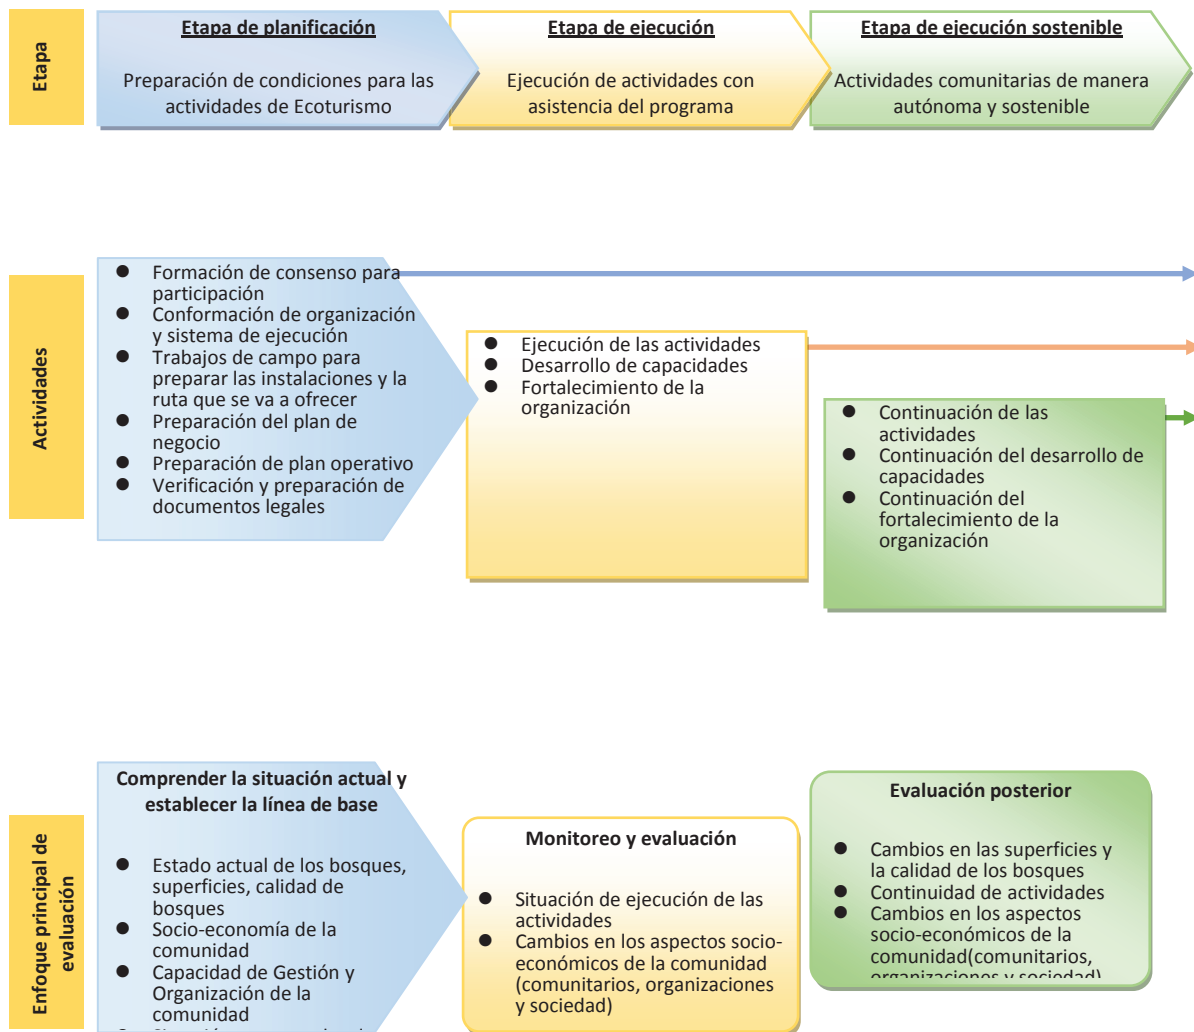 Etapa
Etapa de planificación
Preparación de condiciones para las
actividades de Ecoturismo
Etapa de ejecución
Ejecución de actividades con
asistencia del programa
Etapa de ejecución sostenible
Actividades comunitarias de manera
autónoma y sostenible
Actividades
● Formación de consenso para
participación
● Conformación de organización
y sistema de ejecución
● Trabajos de campo para
preparar las instalaciones y la
ruta que se va a ofrecer
● Preparación del plan de
negocio
● Preparación de plan operativo
● Verificación y preparación de
documentos legales
● Ejecución de las actividades
● Desarrollo de capacidades
● Fortalecimiento de la
organización
● Continuación de las
actividades
● Continuación del desarrollo de
capacidades
● Continuación del
fortalecimiento de la
organización
Enfoque principal de
evaluación
Comprender la situación actual y
establecer la línea de base
● Estado actual de los bosques,
superficies, calidad de
bosques
● Socio-economía de la
comunidad
● Capacidad de Gestión y
Organización de la
comunidad
Monitoreo y evaluación
● Situación de ejecución de las
actividades
● Cambios en los aspectos socio-
económicos de la comunidad
(comunitarios, organizaciones
y sociedad)
Evaluación posterior
● Cambios en las superficies y
la calidad de los bosques
● Continuidad de actividades
● Cambios en los aspectos
socio-económicos de la
comunidad(comunitarios,
organizaciones y sociedad)